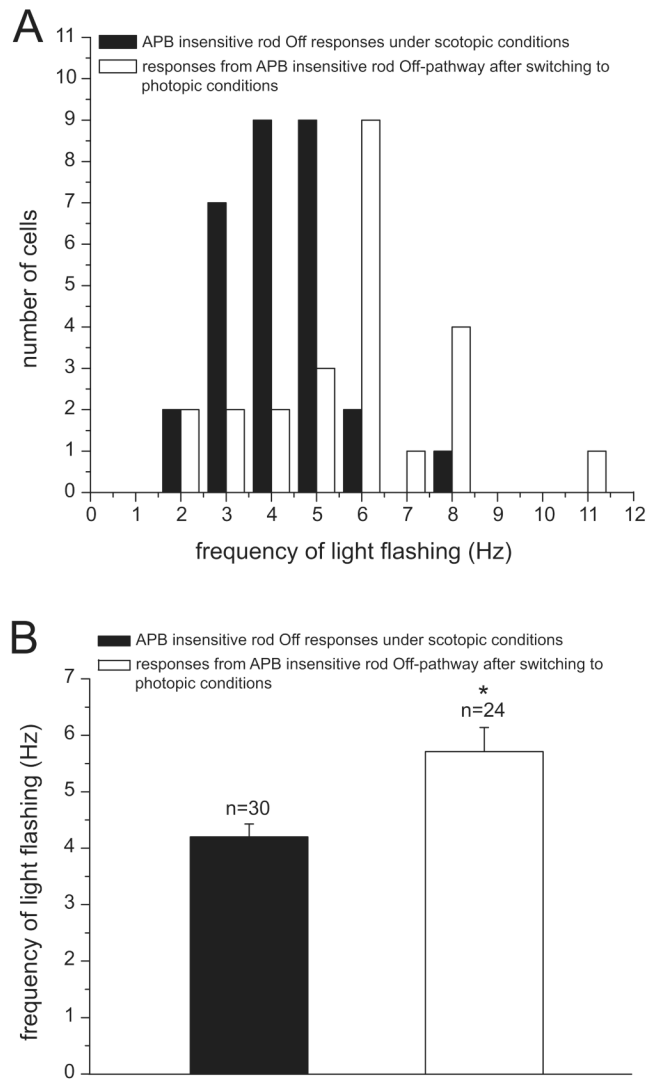 A
APB insensitive rod Off responses under scotopic conditions
responses from APB insensitive rod Off-pathway after switching to
photopic conditions
11
10
9
8
7
6
5
4
3
2
1
0
number of cells
0 1 2 3 4 5 6 7 8 9 10 11 12
frequency of light flashing (Hz)
B
APB insensitive rod Off responses under scotopic conditions
responses from APB insensitive rod Off-pathway after switching to
photopic conditions
7
6
5
4
3
2
1
0
frequency of light flashing (Hz)
n=30
*
n=24